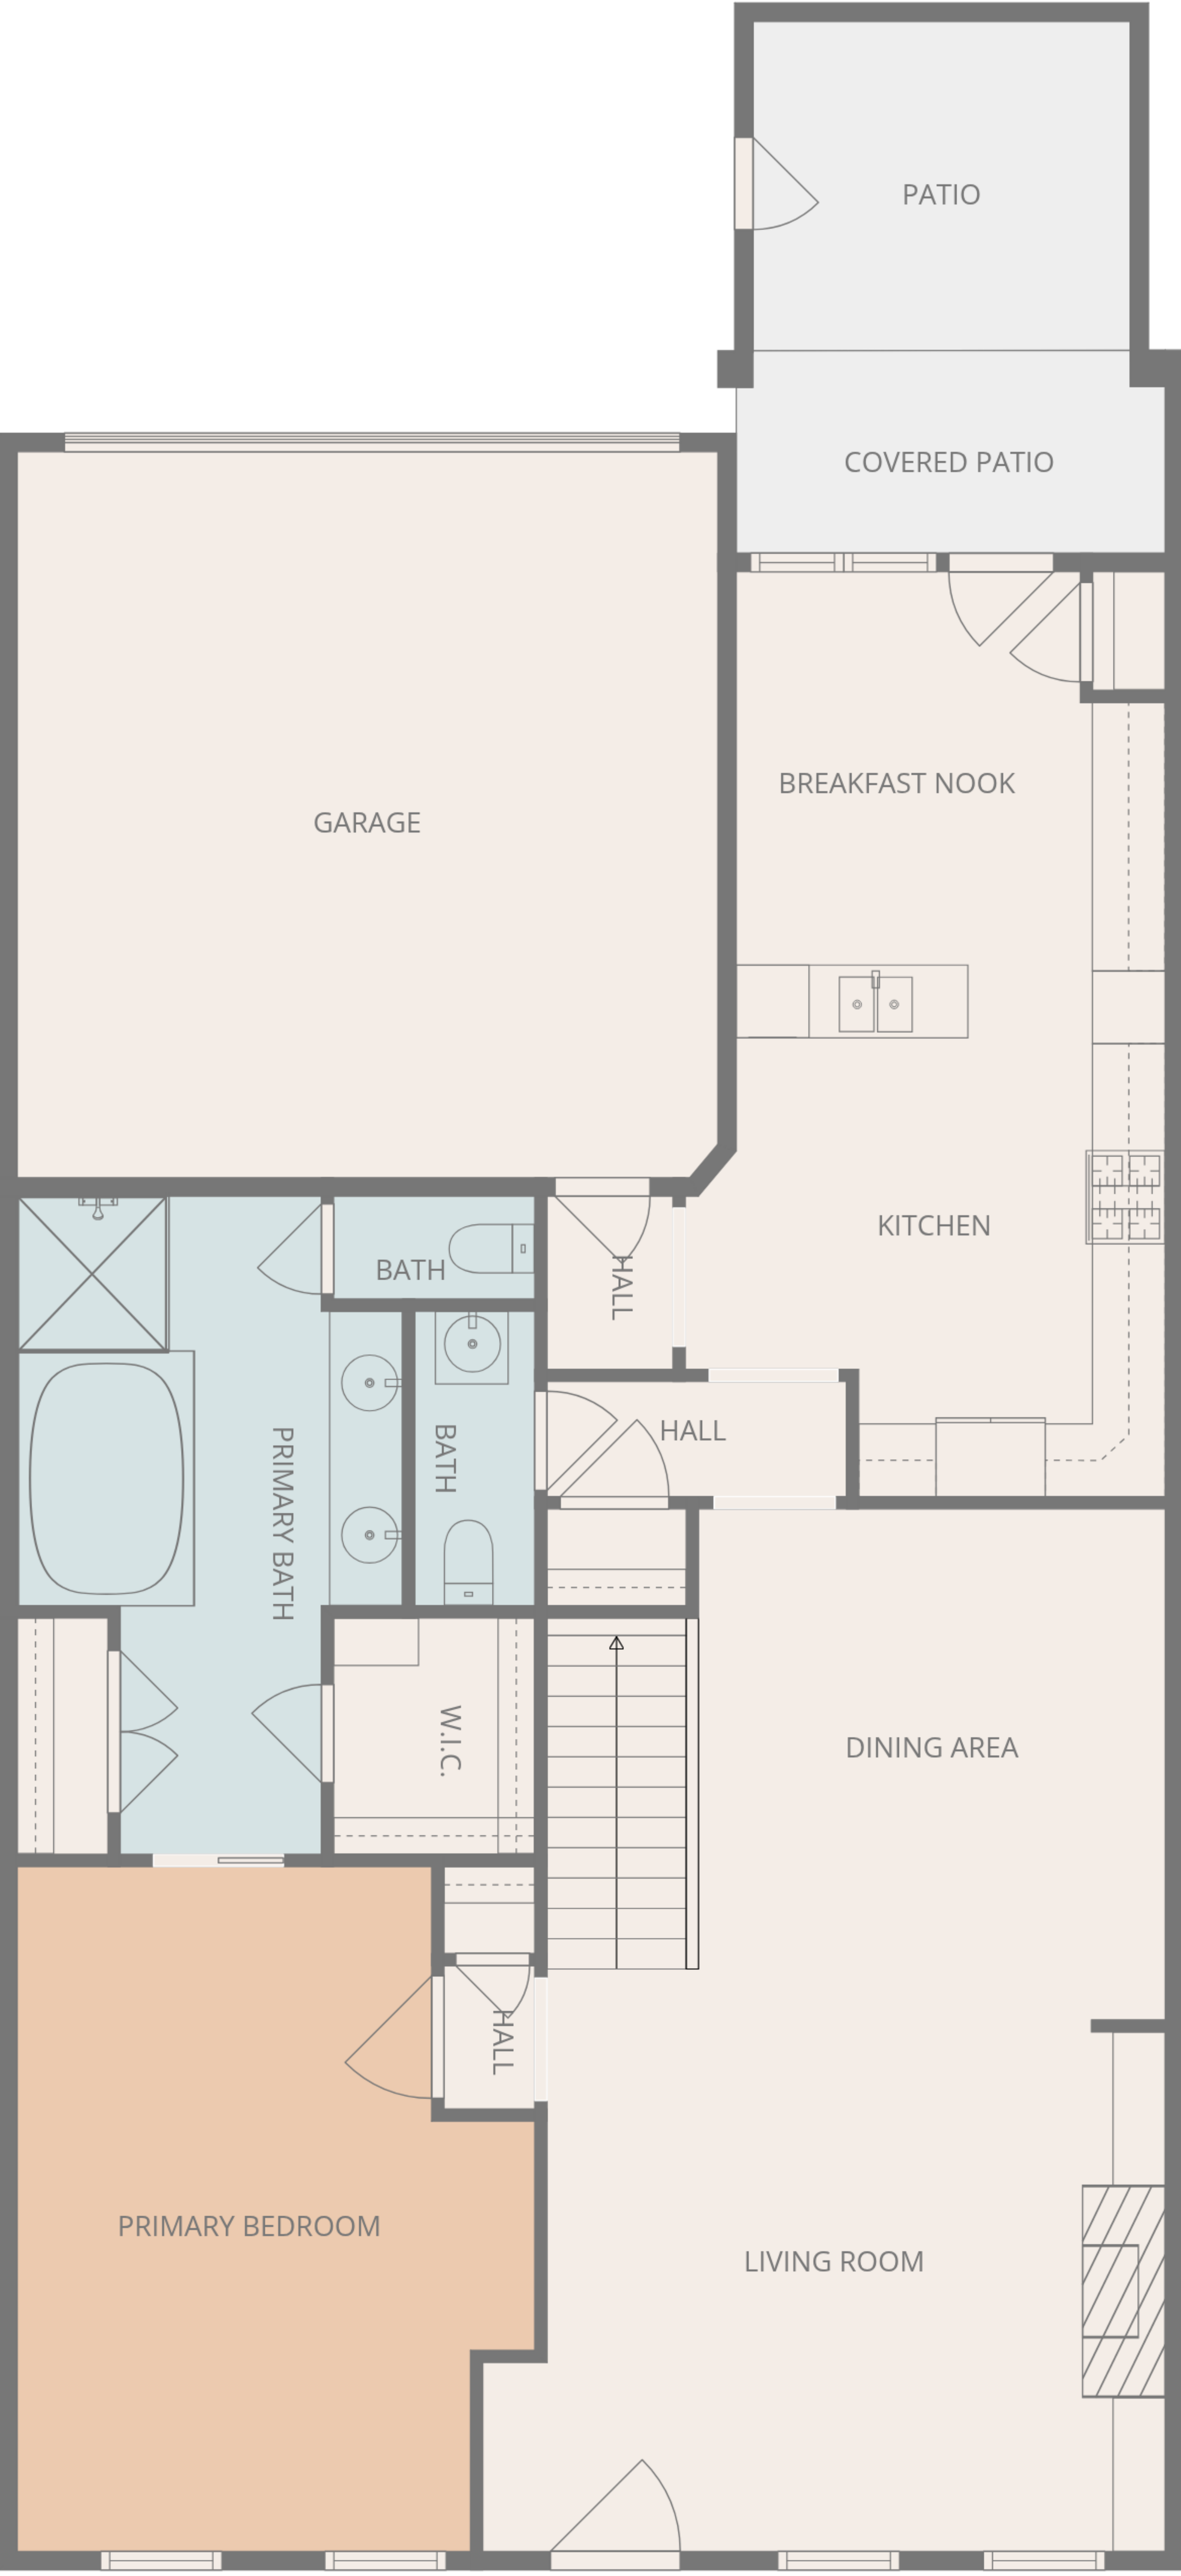 PATIO
COVERED PATIO
BREAKFAST NOOK
GARAGE
KITCHEN
BATH
HALL
HALL
BATH
PRIMARY BATH
W.I.C.
DINING AREA
HALL
PRIMARY BEDROOM
LIVING ROOM